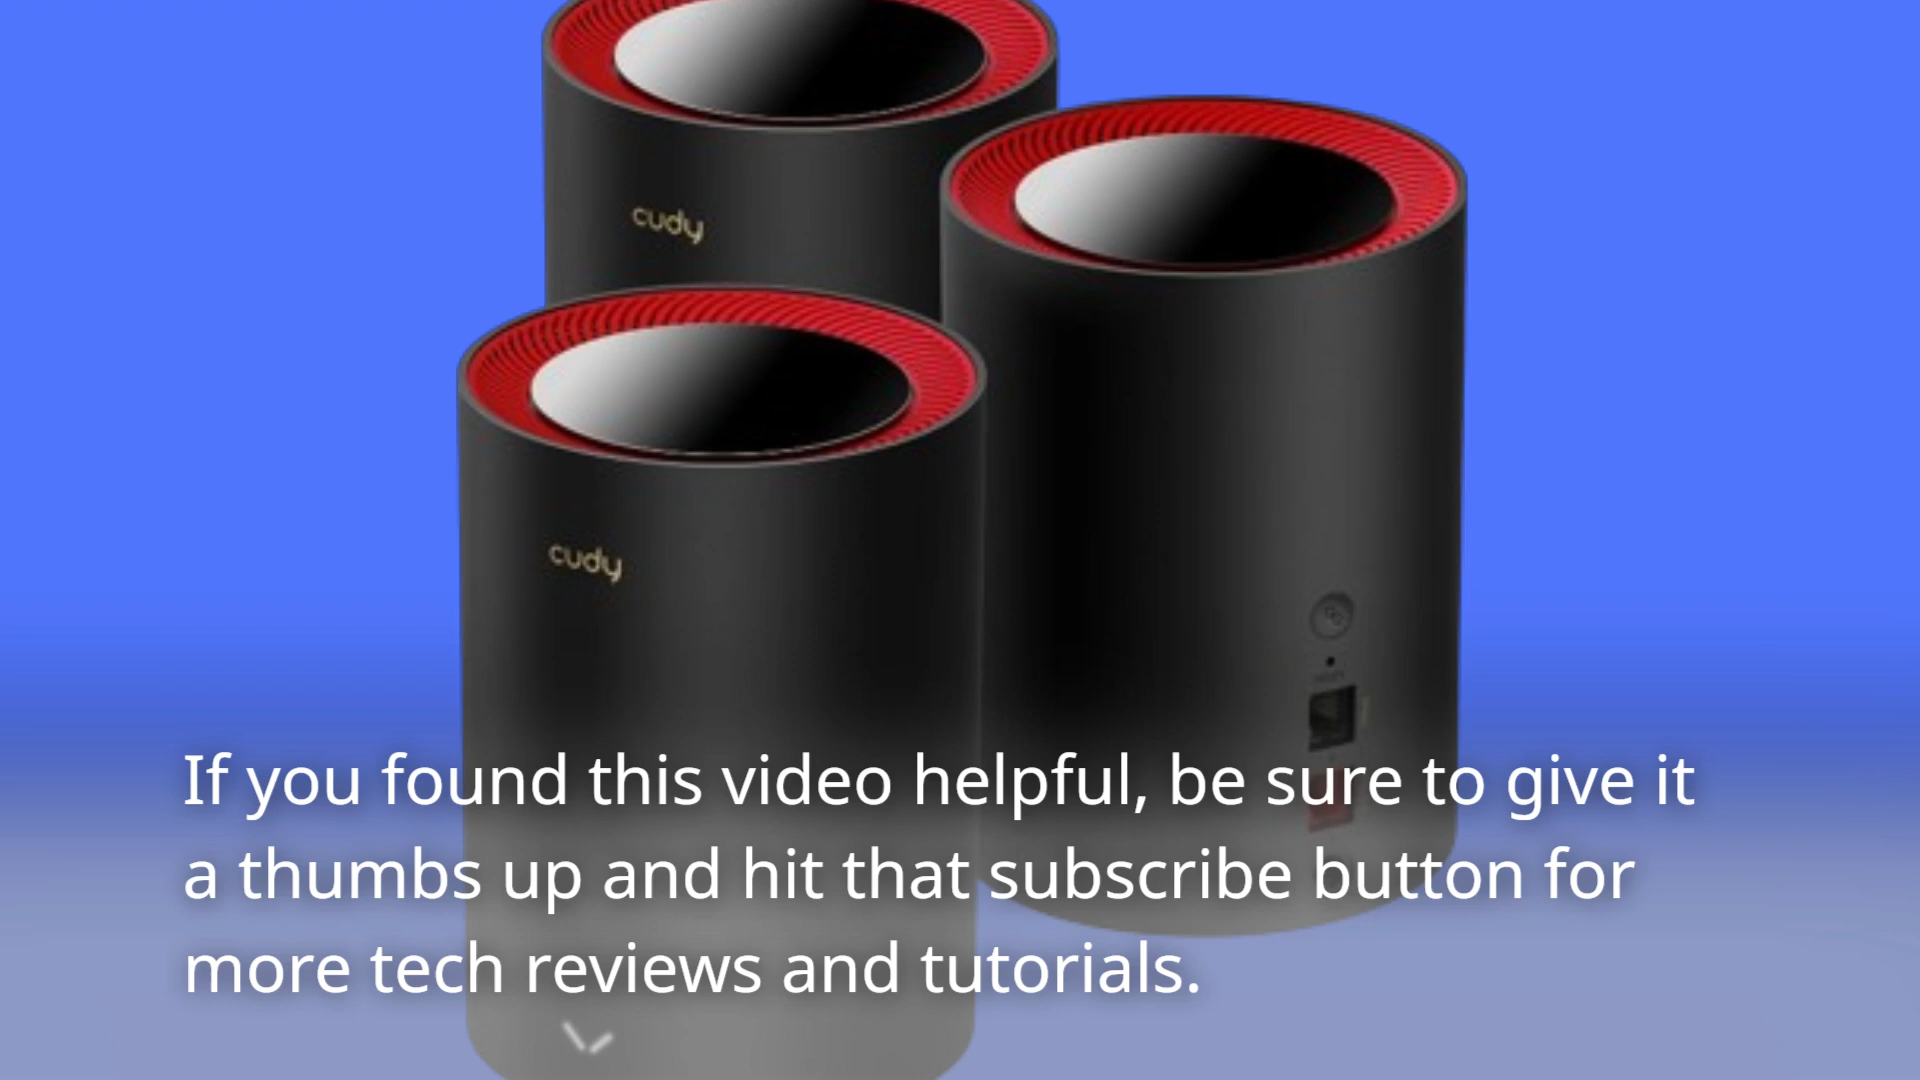 cudy
cudy
If you found this video helpful, be sure to give it
a thumbs up and hit that subscribe button for
more tech reviews and tutorials.